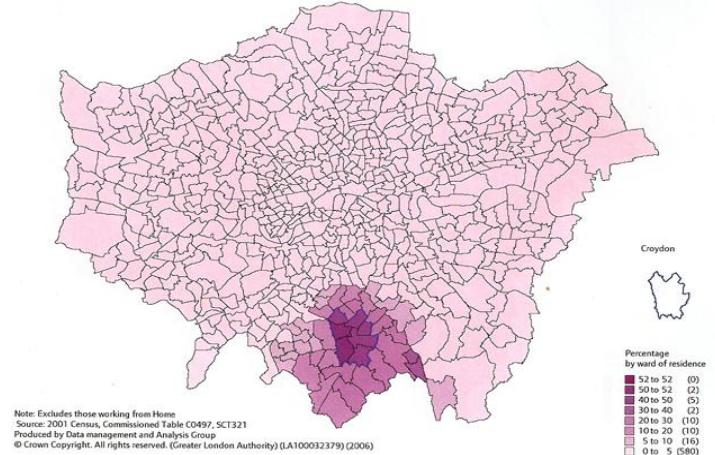 Croydon
Percentage
by ward of residence
52 to 52 (0)
50 to 52 (2)
40 to 50 (5)
30 to 40 (2)
20 to 30 (10)
10 to 20 (10)
5 to 10 (16)
0 to 5 (580)
Note: Excludes those working from Home
Source: 2001 Census, Commissioned Table C0497, SCT321
Produced by Data management and Analysis Group
© Crown Copyright. All rights reserved. (Greater London Authority) (LA100032379) (2006)